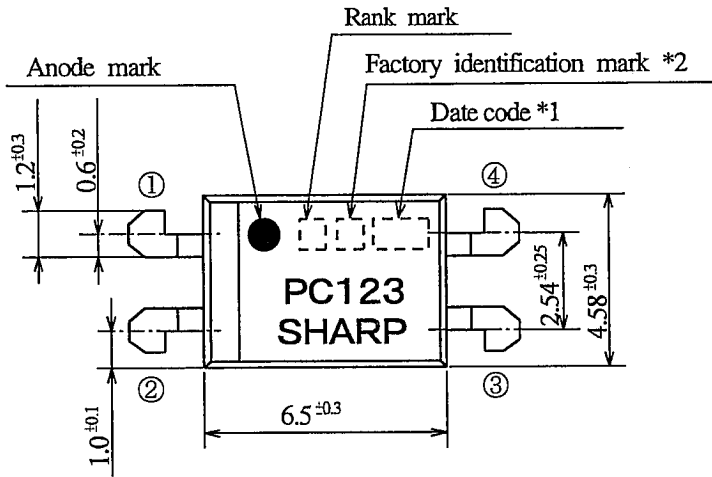 Rank mark
Anode mark
Factory identification mark *2
Date code *1
1.2±0.3
0.6±0.2
①
④
PC123
SHARP
2.54±0.25
4.58±0.3
②
③
1.0±0.1
6.5±0.3